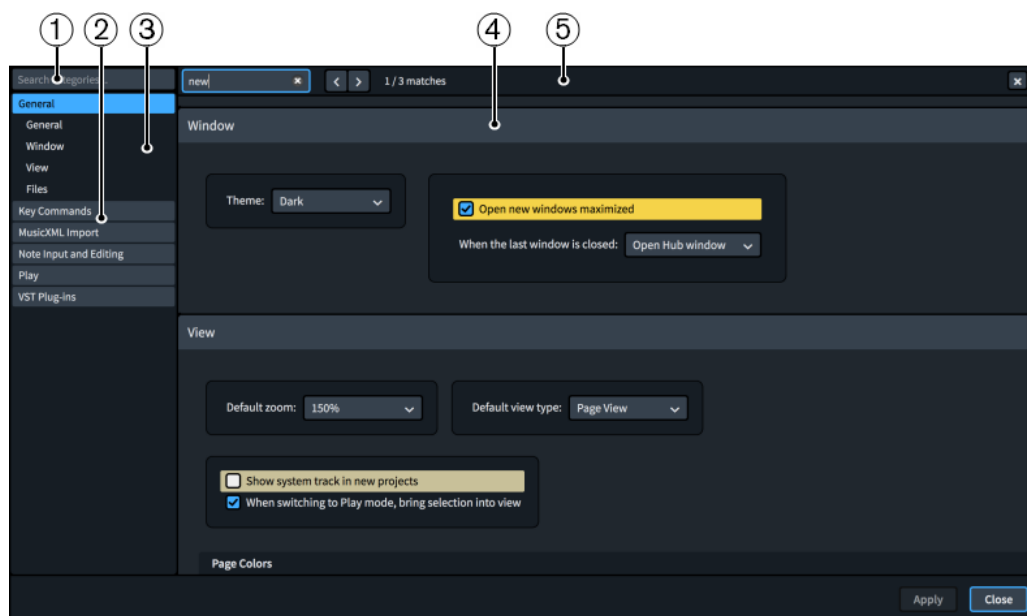 1 2 3 4 5
Search categories...
new
1 / 3 matches
General
General
Window
View
Files
Key Commands
MusicXML Import
Note Input and Editing
Play
VST Plug-ins
Window
Theme: Dark
Open new windows maximized
When the last window is closed: Open Hub window
View
Default zoom: 150%
Default view type: Page View
Show system track in new projects
When switching to Play mode, bring selection into view
Page Colors
Apply Close